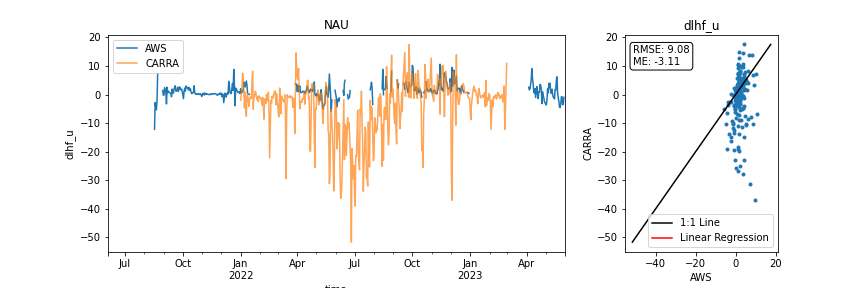 NAU
dlhf_u
20
10
0
−10
−20
−30
−40
−50
AWS
CARRA
Jul
Oct
Jan
2022
Apr
Jul
Oct
Jan
2023
Apr
dlhf_u
CARRA
20
10
0
−10
−20
−30
−40
−50
RMSE: 9.08
ME: -3.11
1:1 Line
Linear Regression
−40
−20
0
20
AWS